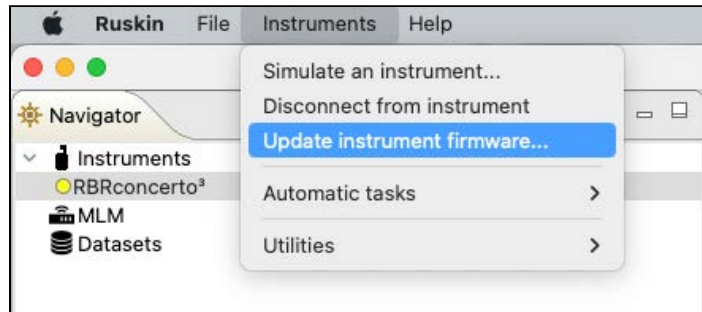 Ruskin File Instruments Help
Simulate an instrument...
Disconnect from instrument
Update instrument firmware...
Automatic tasks
Utilities
Navigator
Instruments
RBRconcerto³
MLM
Datasets